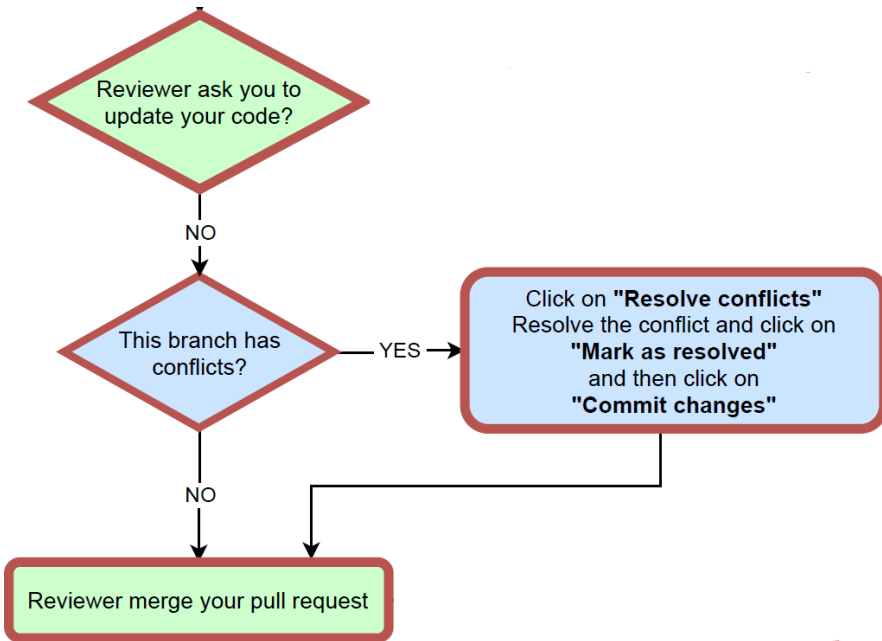 Reviewer ask you to
update your code?
NO
This branch has
conflicts?
YES
Click on "Resolve conflicts"
Resolve the conflict and click on
"Mark as resolved"
and then click on
"Commit changes"
NO
Reviewer merge your pull request